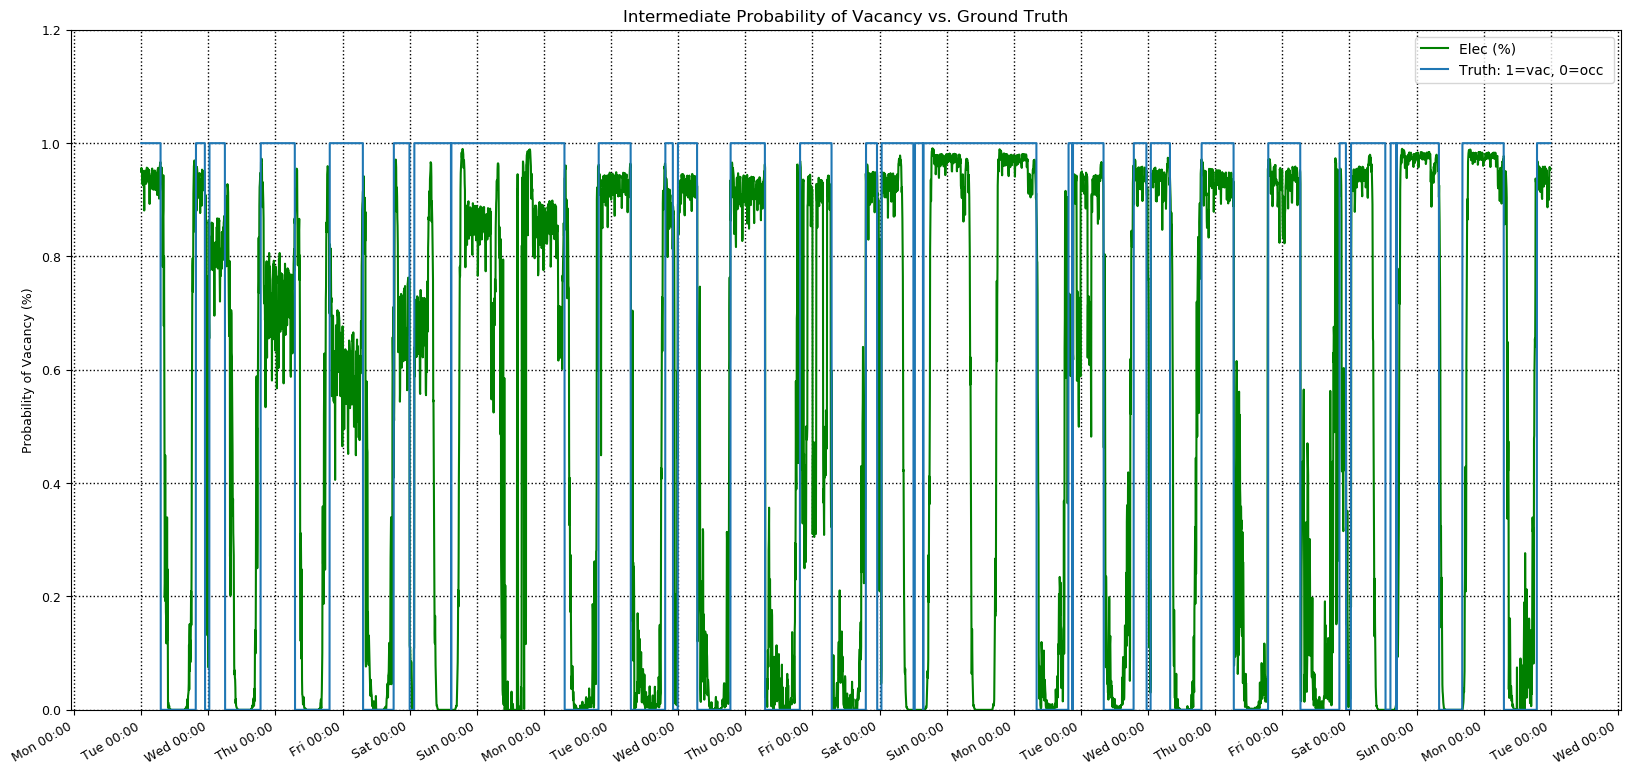 Intermediate Probability of Vacancy vs. Ground Truth
Elec (%)
Truth: 1=vac, 0=occ
Probability of Vacancy (%)
1.2
1.0
0.8
0.6
0.4
0.2
0.0
Mon 00:00
Tue 00:00
Wed 00:00
Thu 00:00
Fri 00:00
Sat 00:00
Sun 00:00
Mon 00:00
Tue 00:00
Wed 00:00
Thu 00:00
Fri 00:00
Sat 00:00
Sun 00:00
Mon 00:00
Tue 00:00
Wed 00:00
Thu 00:00
Fri 00:00
Sat 00:00
Sun 00:00
Mon 00:00
Tue 00:00
Wed 00:00